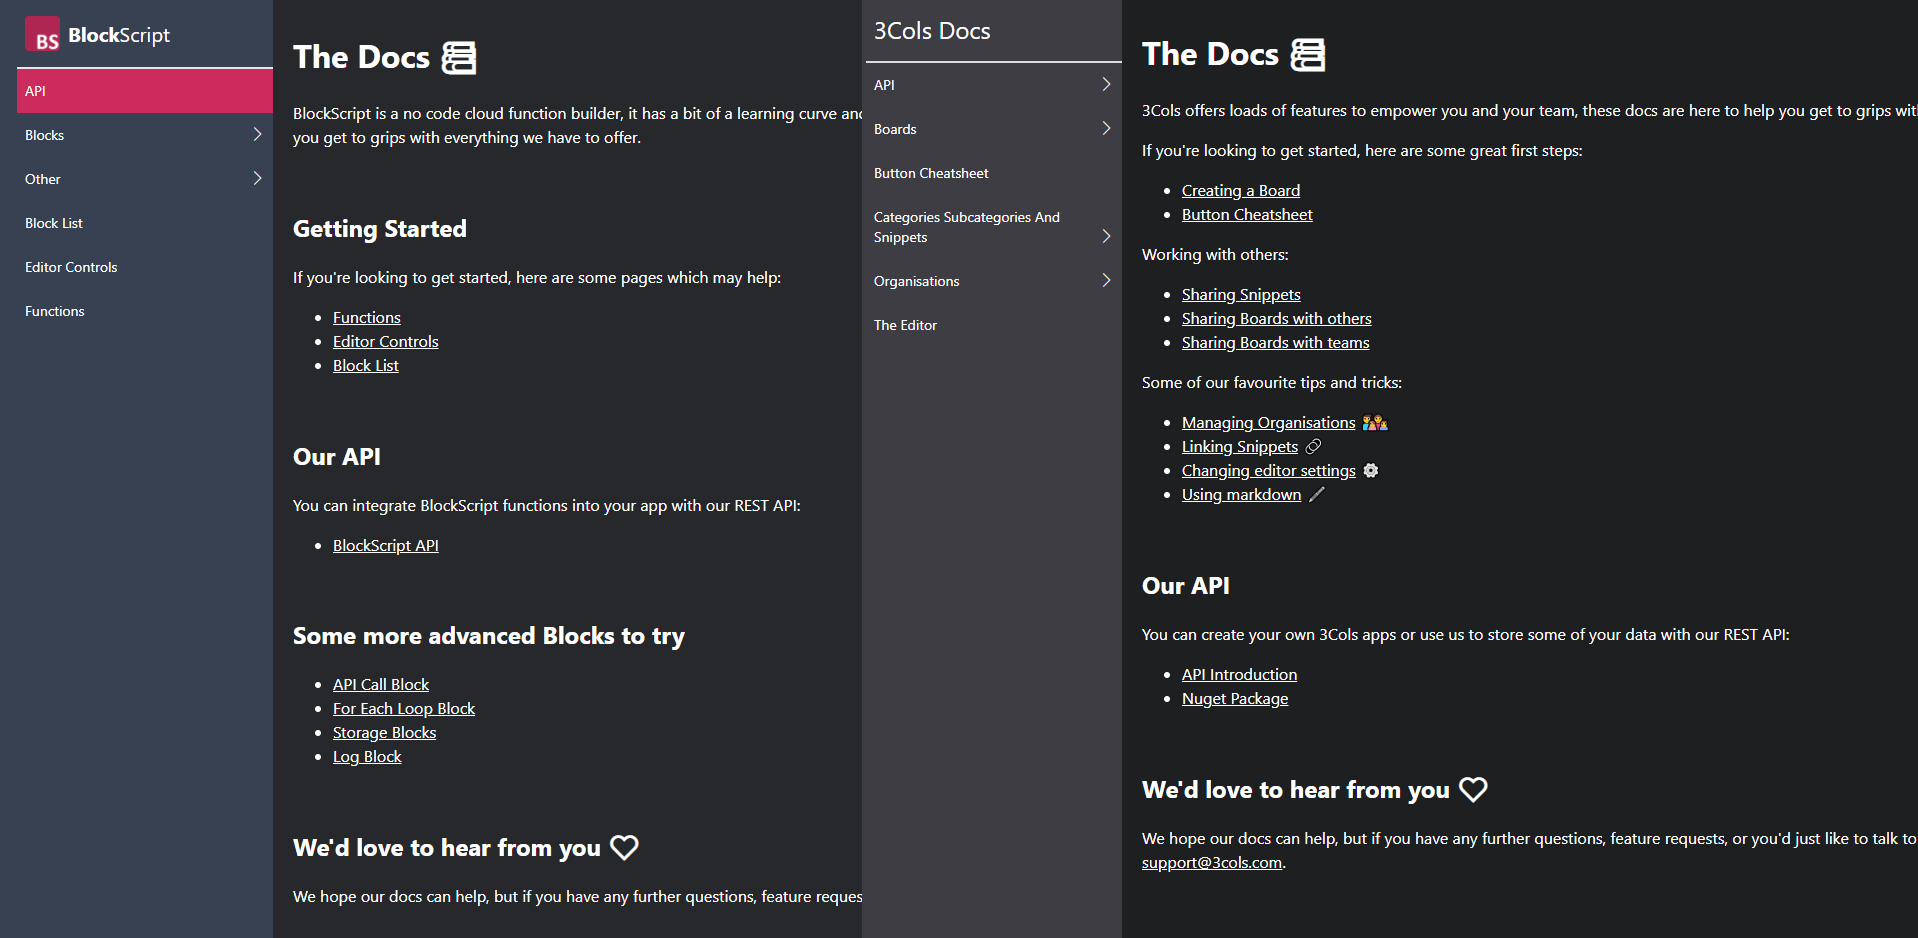 BS BlockScript
API
Blocks
Other
Block List
Editor Controls
Functions
The Docs
BlockScript is a no code cloud function builder, it has a bit of a learning curve and
you get to grips with everything we have to offer.
Getting Started
If you're looking to get started, here are some pages which may help:
Functions
Editor Controls
Block List
Our API
You can integrate BlockScript functions into your app with our REST API:
BlockScript API
Some more advanced Blocks to try
API Call Block
For Each Loop Block
Storage Blocks
Log Block
We'd love to hear from you
We hope our docs can help, but if you have any further questions, feature reques
3Cols Docs
API
Boards
Button Cheatsheet
Categories Subcategories And
Snippets
Organisations
The Editor
The Docs
3Cols offers loads of features to empower you and your team, these docs are here to help you get to grips wit
If you're looking to get started, here are some great first steps:
Creating a Board
Button Cheatsheet
Working with others:
Sharing Snippets
Sharing Boards with others
Sharing Boards with teams
Some of our favourite tips and tricks:
Managing Organisations
Linking Snippets
Changing editor settings
Using markdown
Our API
You can create your own 3Cols apps or use us to store some of your data with our REST API:
API Introduction
Nuget Package
We'd love to hear from you
We hope our docs can help, but if you have any further questions, feature requests, or you'd just like to talk to
support@3cols.com.